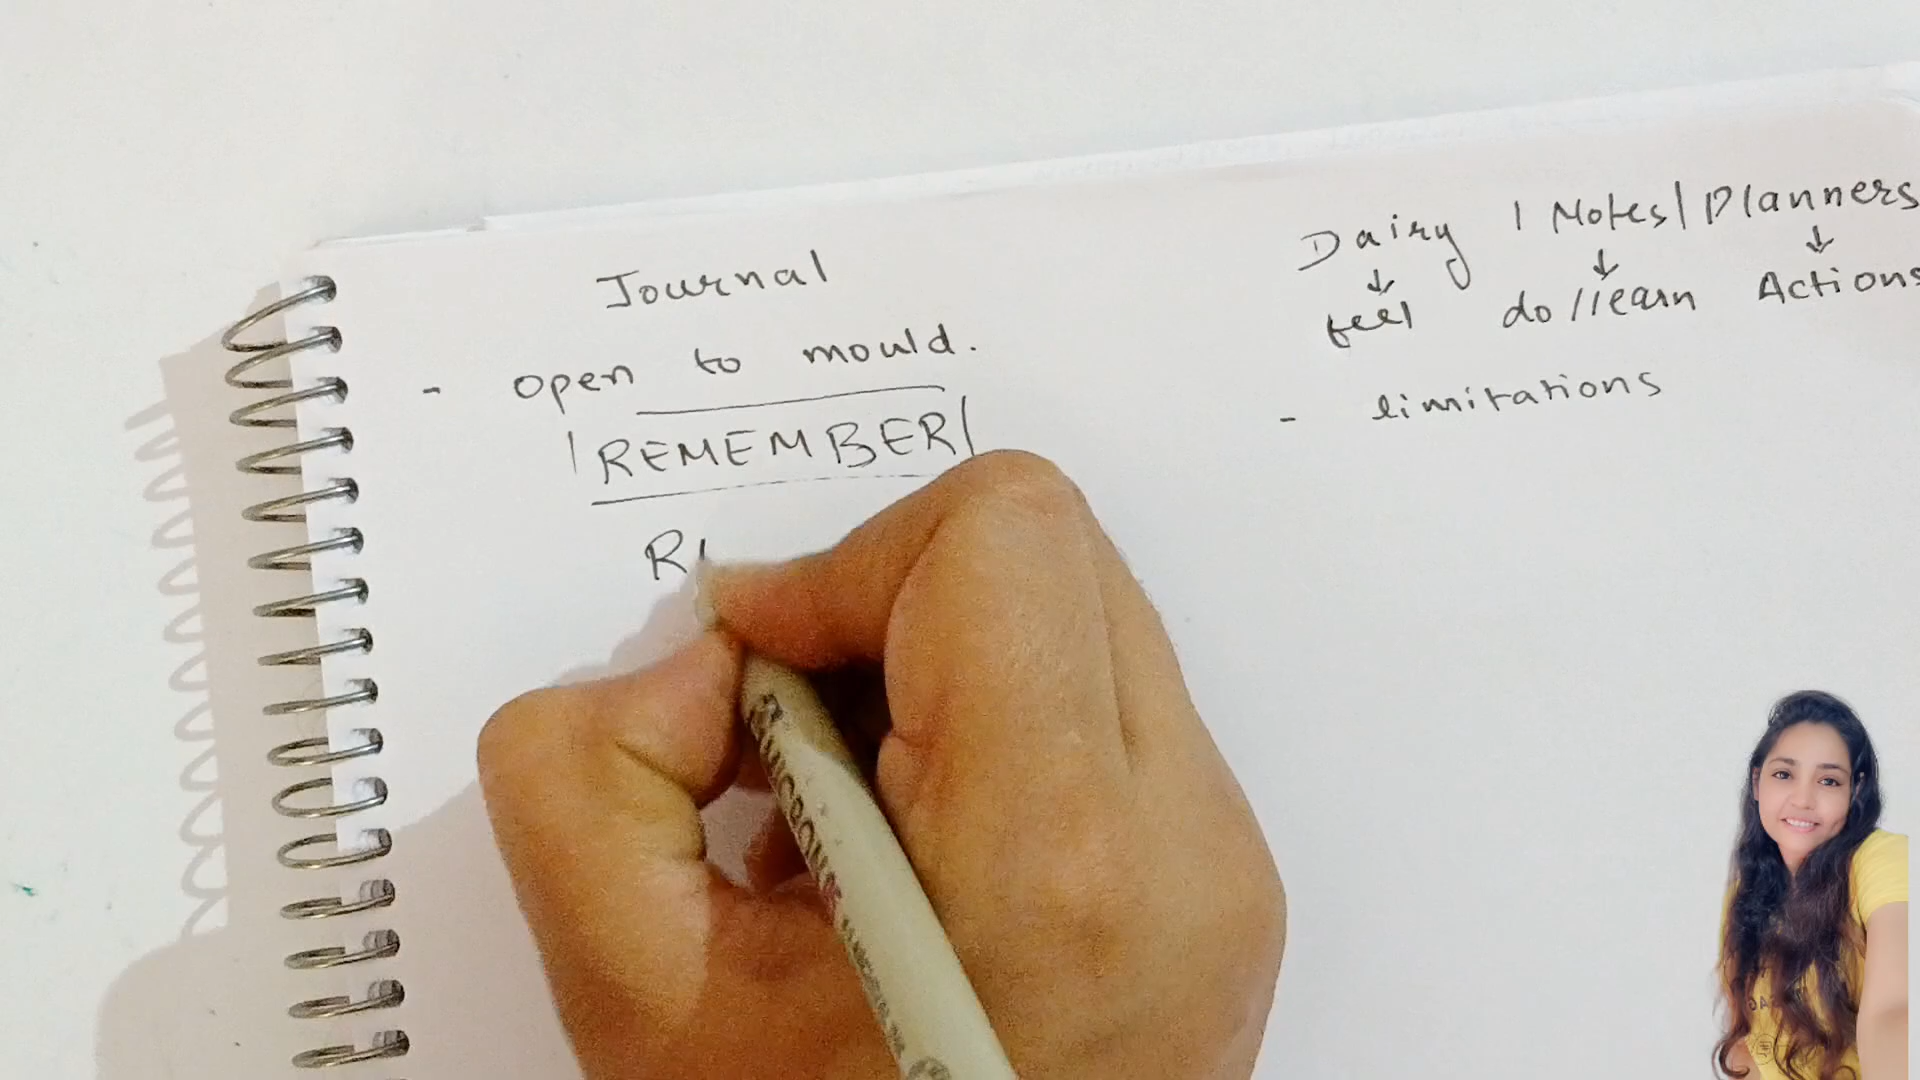 Journal
- open to mould.
REMEMBER
R
Dairy | Notes | Planners
↓ ↓ ↓
feel do//learn Actions
- limitations